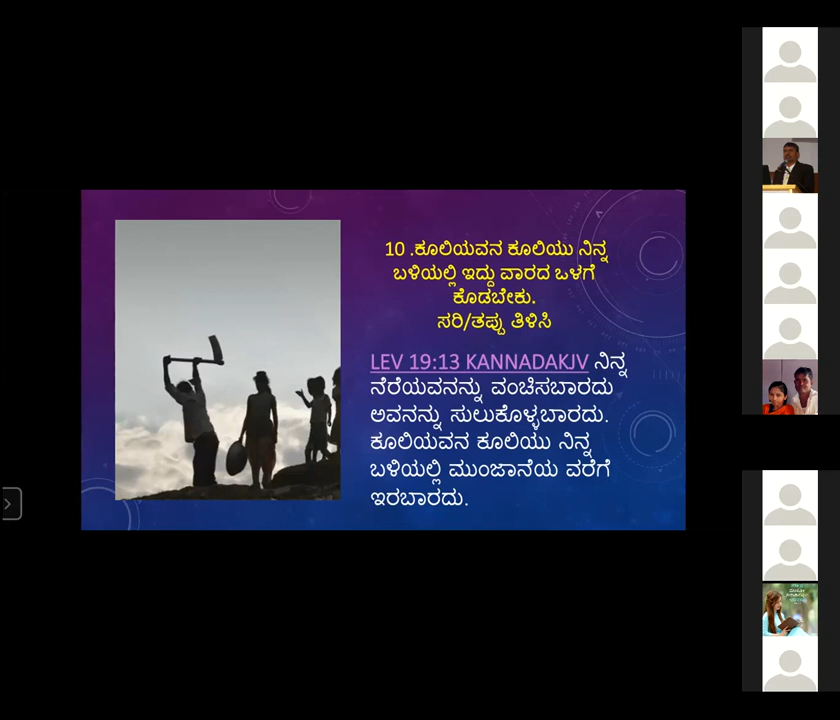 10 .ಕೂಲಿಯವನ ಕೂಲಿಯು ನಿನ್ನ
ಬಳಿಯಲ್ಲಿ ಇದ್ದು ವಾರದ ಒಳಗೆ
ಕೊಡಬೇಕು.
ಸರಿ/ತಪ್ಪು ತಿಳಿಸಿ
LEV 19:13 KANNADAKJV ನಿನ್ನ
ನೆರೆಯವನನ್ನು ವಂಚಿಸಬಾರದು
ಅವನನ್ನು ಸುಲುಕೊಳ್ಳಬಾರದು.
ಕೂಲಿಯವನ ಕೂಲಿಯು ನಿನ್ನ
ಬಳಿಯಲ್ಲಿ ಮುಂಜಾನೆಯ ವರೆಗೆ
ಇರಬಾರದು.